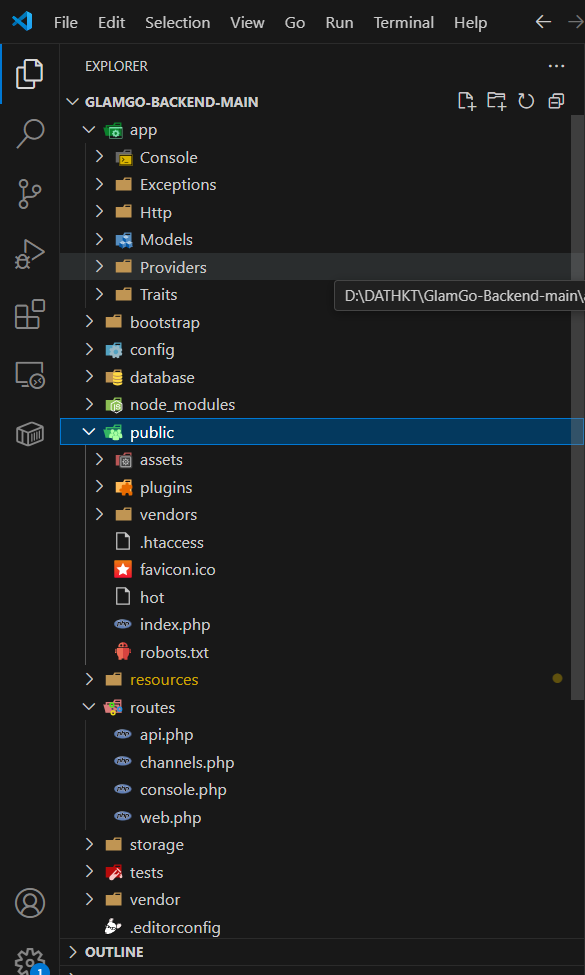 File Edit Selection View Go Run Terminal Help
EXPLORER
GLAMGO-BACKEND-MAIN
app
Console
Exceptions
Http
Models
Providers
Traits
D:\DATHKT\GlamGo-Backend-main\
bootstrap
config
database
node_modules
public
assets
plugins
vendors
.htaccess
favicon.ico
hot
index.php
robots.txt
resources
routes
api.php
channels.php
console.php
web.php
storage
tests
vendor
.editorconfig
OUTLINE
1